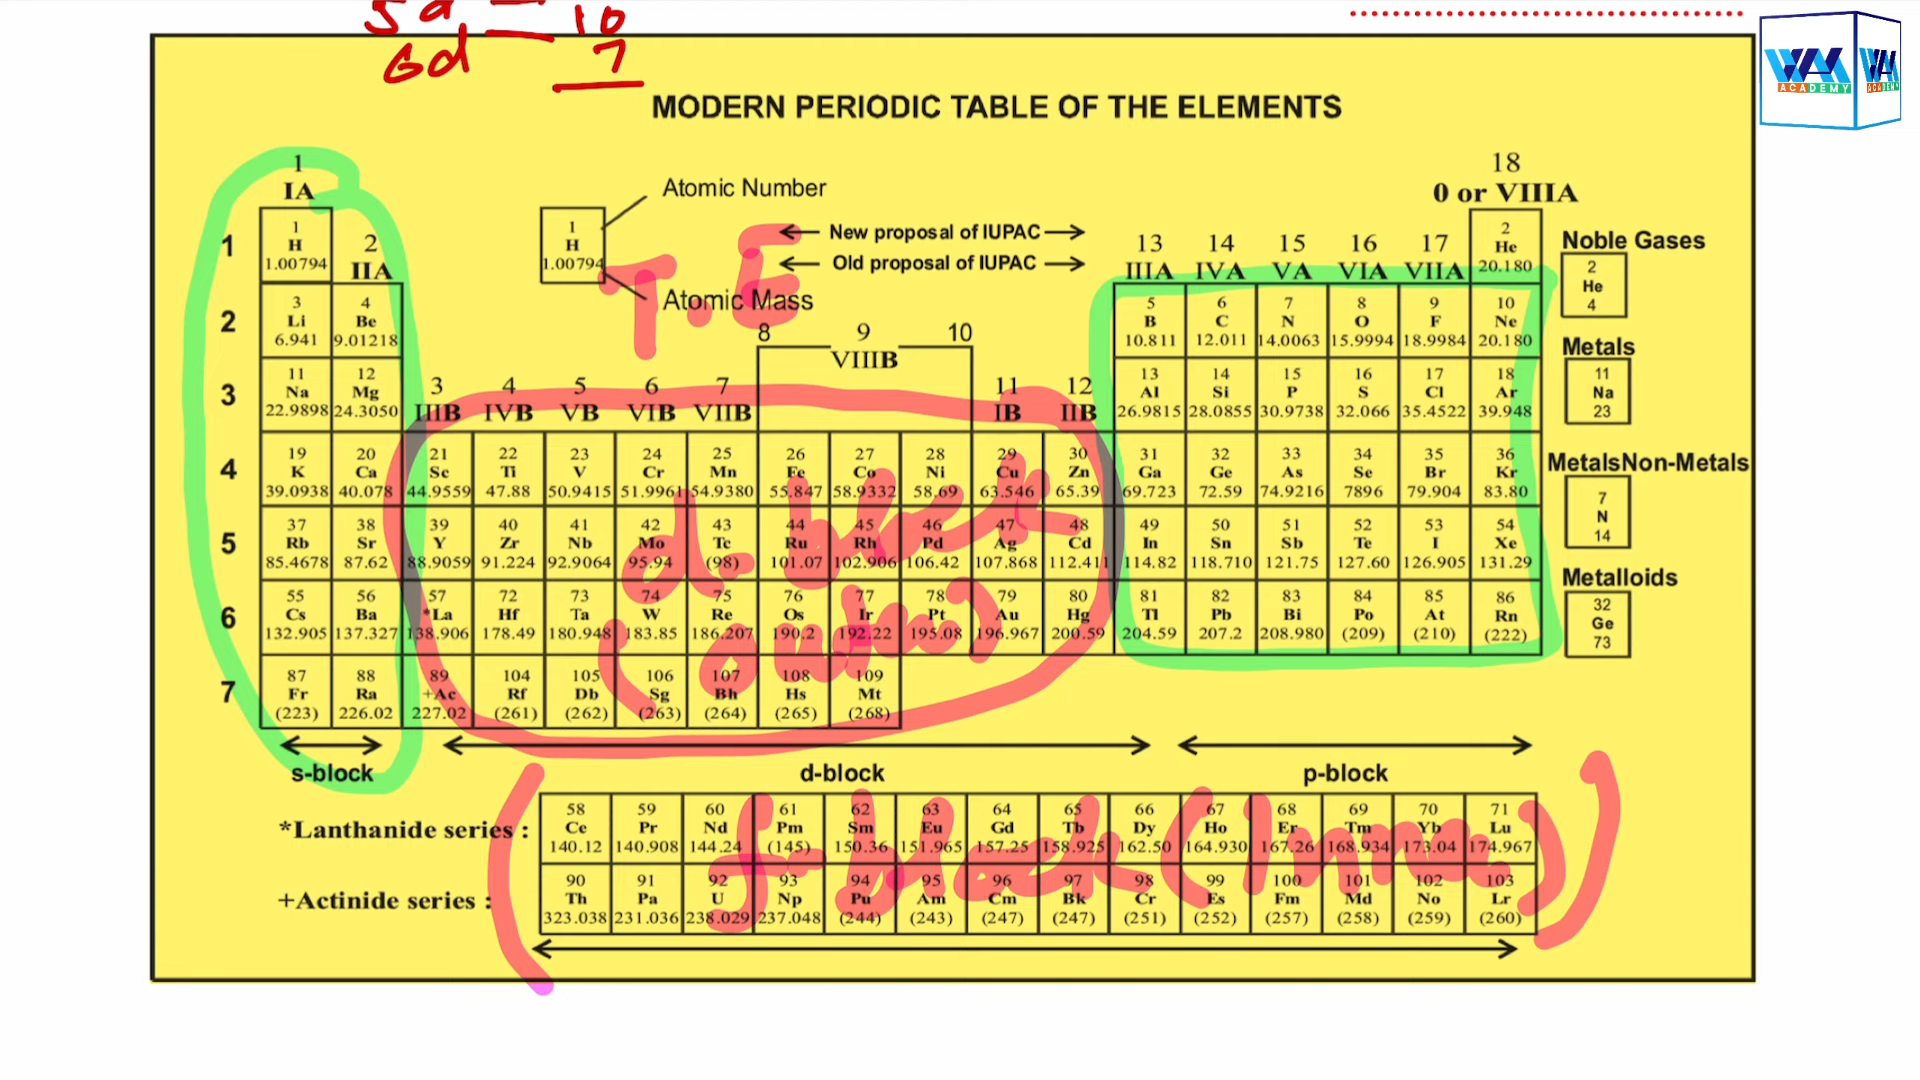 5d = 10
6d 7
WAK
ACADEMY
MODERN PERIODIC TABLE OF THE ELEMENTS
1 18
IA Atomic Number 0 or VIIIA
1 1 2
1 H 2 H New proposal of IUPAC 13 14 15 16 17 He Noble Gases
1.00794 IIA 1.00794 Old proposal of IUPAC IIIA IVA VA VIA VIIA 20.180
T.E
Atomic Mass
2
He
4
3 4 5 6 7 8 9 10
2 Li Be B C N O F Ne
6.941 9.01218 10.811 12.011 14.0063 15.9994 18.9984 20.180
8 9 10
VIIIB
Metals
11
Na
23
11 12 13 14 15 16 17 18
3 Na Mg 3 4 5 6 7 11 12 Al Si P S Cl Ar
22.9898 24.3050 IIIB IVB VB VIB VIIB IB IIB 26.9815 28.0855 30.9738 32.066 35.4522 39.948
19 20 21 22 23 24 25 26 27 28 29 30 31 32 33 34 35 36
4 K Ca Sc Ti V Cr Mn Fe Co Ni Cu Zn Ga Ge As Se Br Kr
39.0938 40.078 44.9559 47.88 50.9415 51.9961 54.9380 55.847 58.9332 58.69 63.546 65.39 69.723 72.59 74.9216 7896 79.904 83.80
MetalsNon-Metals
7
N
14
37 38 39 40 41 42 43 44 45 46 47 48 49 50 51 52 53 54
5 Rb Sr Y Zr Nb Mo Tc Ru Rh Pd Ag Cd In Sn Sb Te I Xe
85.4678 87.62 88.9059 91.224 92.9064 95.94 (98) 101.07 102.906 106.42 107.868 112.411 114.82 118.710 121.75 127.60 126.905 131.29
d-block
(outer)
Metalloids
32
Ge
73
55 56 57 72 73 74 75 76 77 78 79 80 81 82 83 84 85 86
6 Cs Ba *La Hf Ta W Re Os Ir Pt Au Hg Tl Pb Bi Po At Rn
132.905 137.327 138.906 178.49 180.948 183.85 186.207 190.2 192.22 195.08 196.967 200.59 204.59 207.2 208.980 (209) (210) (222)
87 88 89 104 105 106 107 108 109
7 Fr Ra +Ac Rf Db Sg Bh Hs Mt
(223) 226.02 227.02 (261) (262) (263) (264) (265) (268)
s-block d-block p-block
58 59 60 61 62 63 64 65 66 67 68 69 70 71
*Lanthanide series : Ce Pr Nd Pm Sm Eu Gd Tb Dy Ho Er Tm Yb Lu
140.12 140.908 144.24 (145) 150.36 151.965 157.25 158.925 162.50 164.930 167.26 168.934 173.04 174.967
f-block (inner)
90 91 92 93 94 95 96 97 98 99 100 101 102 103
+Actinide series : Th Pa U Np Pu Am Cm Bk Cr Es Fm Md No Lr
323.038 231.036 238.029 237.048 (244) (243) (247) (247) (251) (252) (257) (258) (259) (260)